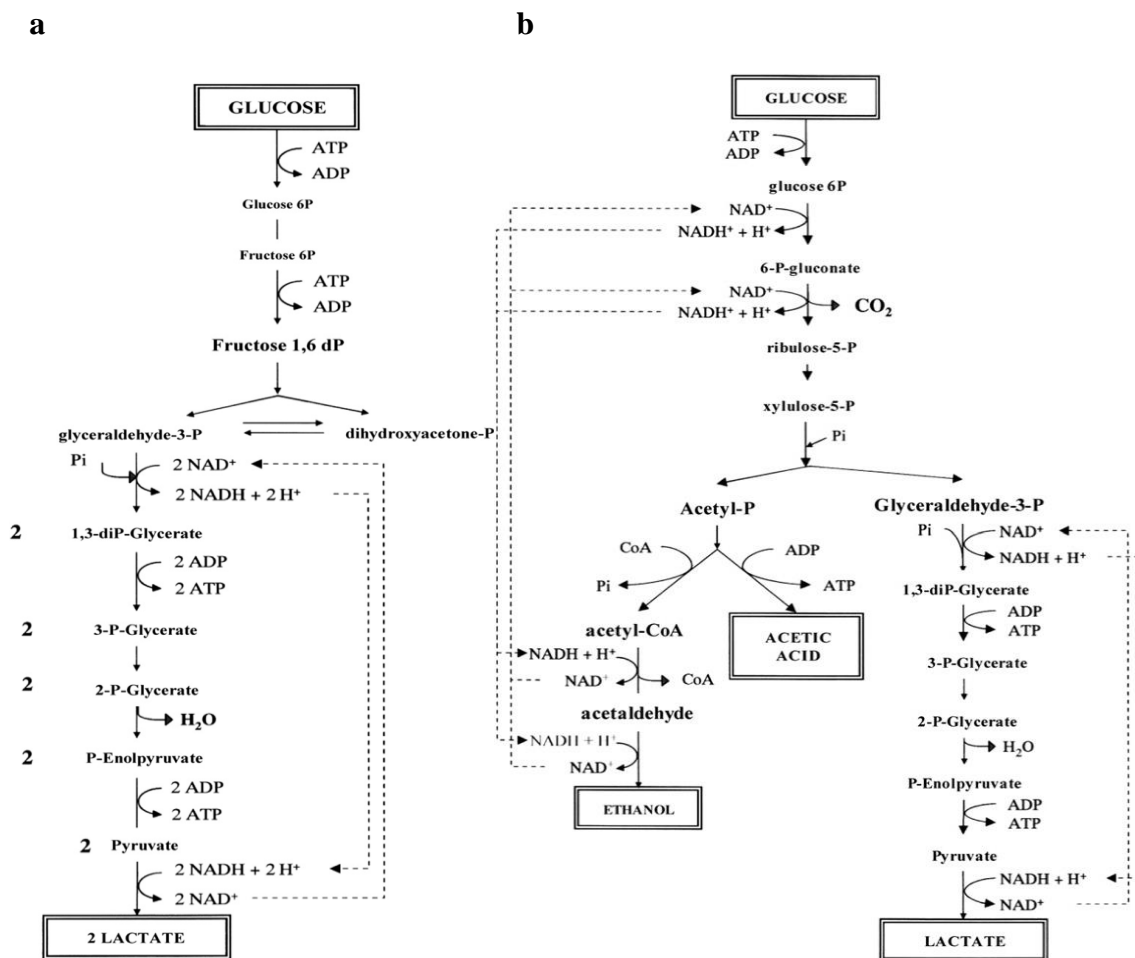 a
GLUCOSE
ATP
ADP
Glucose 6P
Fructose 6P
ATP
ADP
Fructose 1,6 dP
glyceraldehyde-3-P
dihydroxyacetone-P
Pi
2 NAD⁺
2 NADH + 2 H⁺
2 1,3-diP-Glycerate
2 ADP
2 ATP
2 3-P-Glycerate
2 2-P-Glycerate
H₂O
2 P-Enolpyruvate
2 ADP
2 ATP
2 Pyruvate
2 NADH + 2 H⁺
2 NAD⁺
2 LACTATE
b
GLUCOSE
ATP
ADP
glucose 6P
NAD⁺
NADH⁺ + H⁺
6-P-gluconate
NAD⁺
NADH⁺ + H⁺
CO₂
ribulose-5-P
xylulose-5-P
Pi
Acetyl-P
CoA
Pi
ADP
ATP
acetyl-CoA
ACETIC
ACID
NADH + H⁺
NAD⁺
CoA
acetaldehyde
NADH + H⁺
NAD⁺
ETHANOL
Glyceraldehyde-3-P
Pi
NAD⁺
NADH + H⁺
1,3-diP-Glycerate
ADP
ATP
3-P-Glycerate
2-P-Glycerate
H₂O
P-Enolpyruvate
ADP
ATP
Pyruvate
NADH + H⁺
NAD⁺
LACTATE